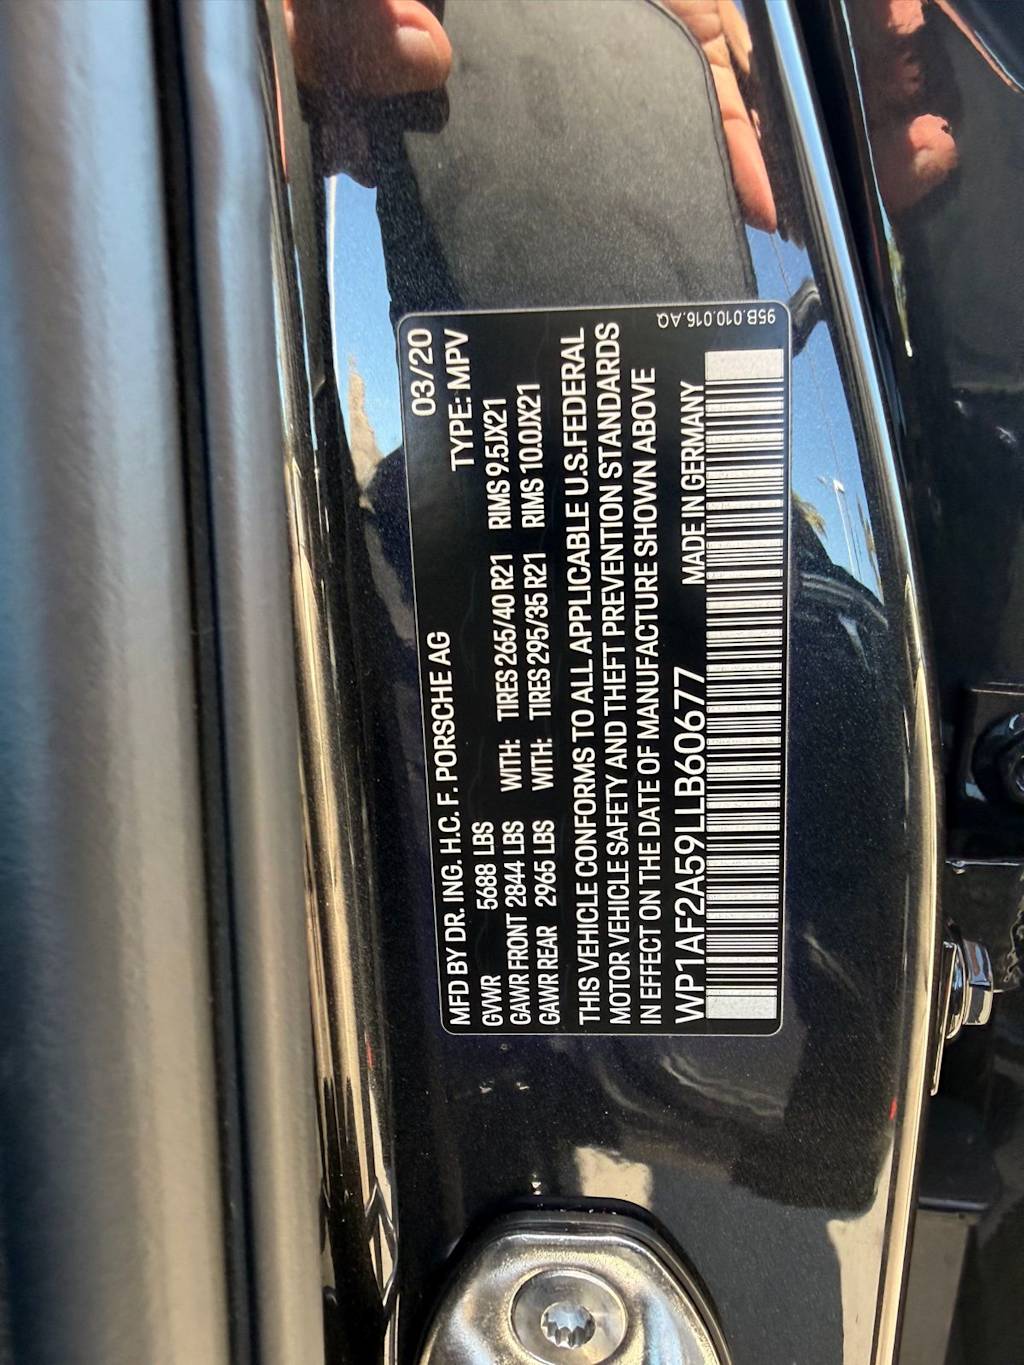 03/20
MFD BY DR. ING. H.C. F. PORSCHE AG TYPE: MPV
GVWR 5688 LBS
GAWR FRONT 2844 LBS WITH: TIRES 265/40 R21 RIMS 9.5JX21
GAWR REAR 2965 LBS WITH: TIRES 295/35 R21 RIMS 10.0JX21
THIS VEHICLE CONFORMS TO ALL APPLICABLE U.S.FEDERAL
MOTOR VEHICLE SAFETY AND THEFT PREVENTION STANDARDS
IN EFFECT ON THE DATE OF MANUFACTURE SHOWN ABOVE
WP1AF2A59LLB60677 MADE IN GERMANY
95B.010.016.AQ